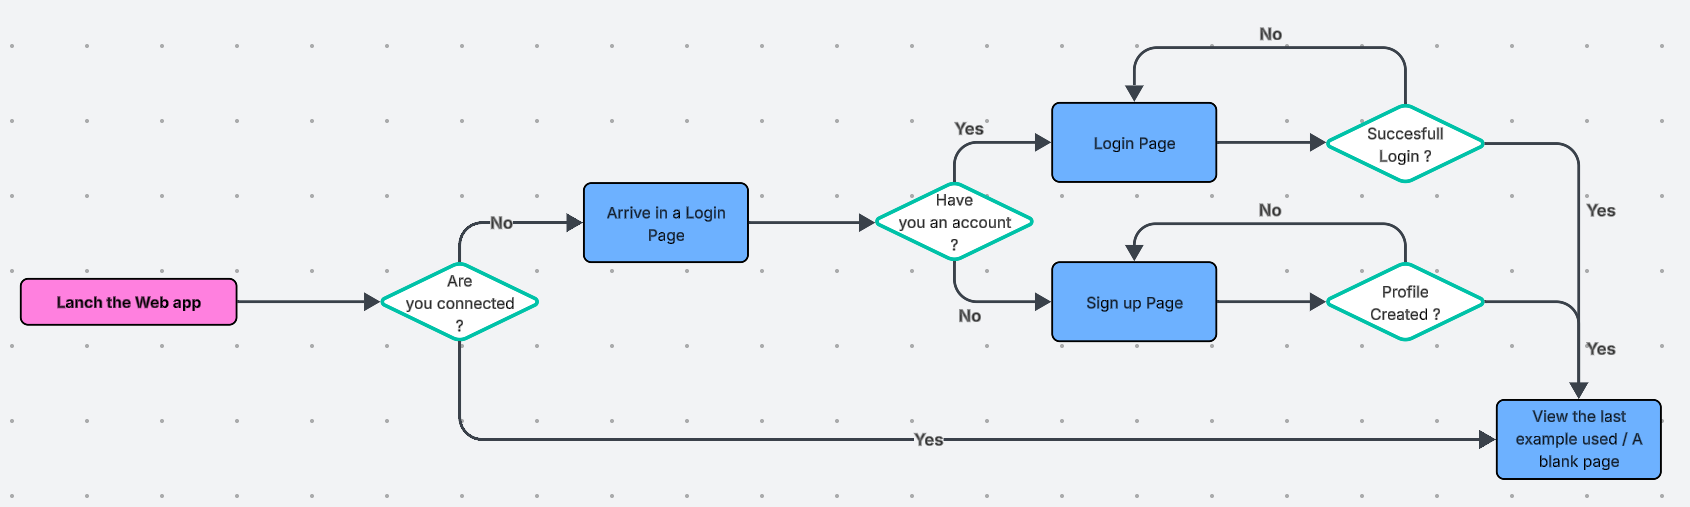 Lanch the Web app
Are
you connected
?
No
Yes
Arrive in a Login
Page
Have
you an account
?
Yes
No
Login Page
Succesfull
Login ?
No
Yes
Sign up Page
Profile
Created ?
No
Yes
View the last
example used / A
blank page